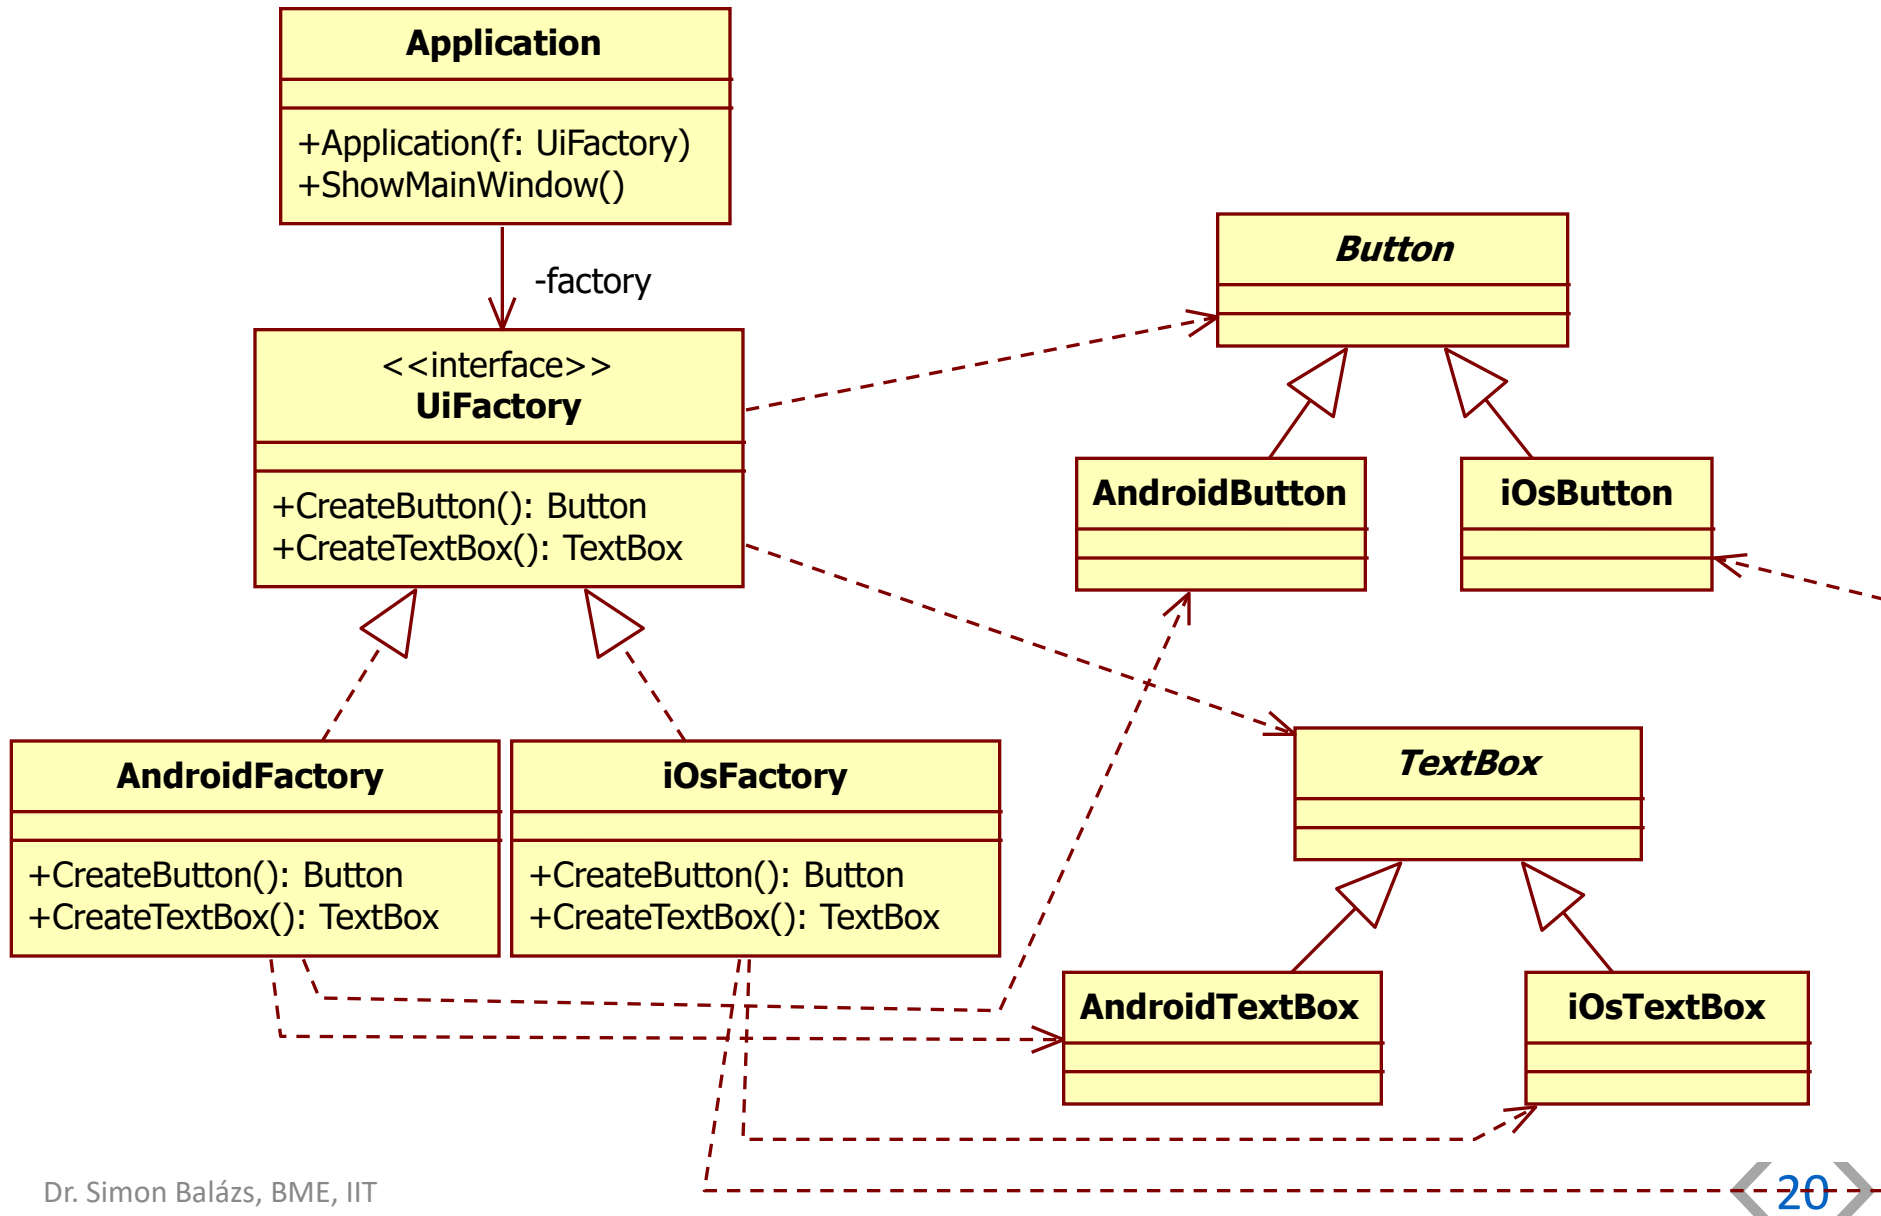 Application
+Application(f: UiFactory)
+ShowMainWindow()
-factory
<<interface>>
UiFactory
+CreateButton(): Button
+CreateTextBox(): TextBox
Button
AndroidButton
iOsButton
AndroidFactory
+CreateButton(): Button
+CreateTextBox(): TextBox
iOsFactory
+CreateButton(): Button
+CreateTextBox(): TextBox
TextBox
AndroidTextBox
iOsTextBox
Dr. Simon Balázs, BME, IIT
20